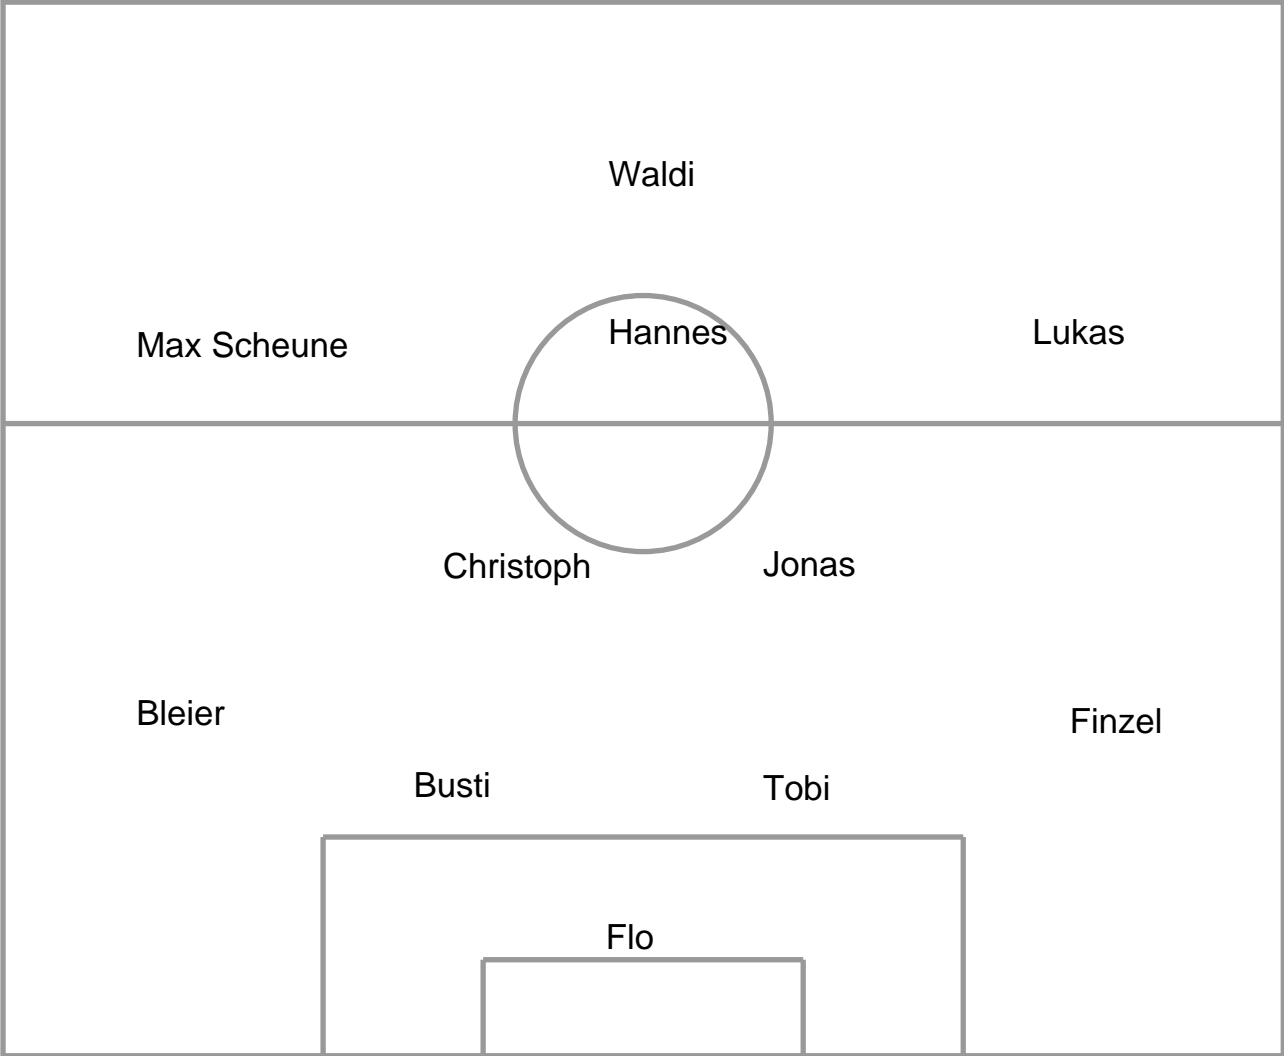 Waldi
Max Scheune
Hannes
Lukas
Christoph
Jonas
Bleier
Finzel
Busti
Tobi
Flo